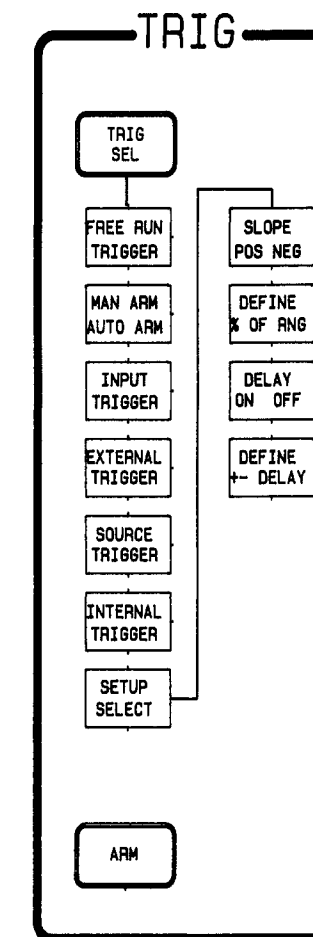 TRIG
TRIG
SEL
FREE RUN
TRIGGER
MAN ARM
AUTO ARM
INPUT
TRIGGER
EXTERNAL
TRIGGER
SOURCE
TRIGGER
INTERNAL
TRIGGER
SETUP
SELECT
SLOPE
POS NEG
DEFINE
% OF RNG
DELAY
ON OFF
DEFINE
+- DELAY
ARM